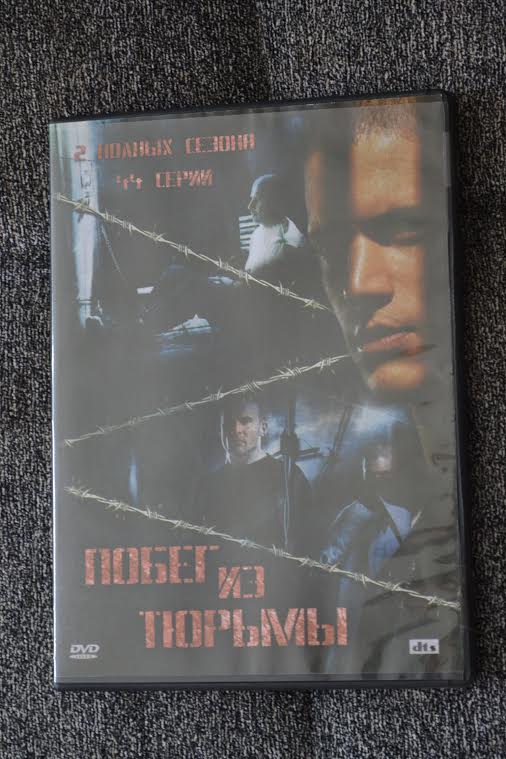 2 ПОЛНЫХ СЕЗОНА
44 СЕРИИ
ПОБЕГ
ИЗ
ТЮРЬМЫ
DVD
dts